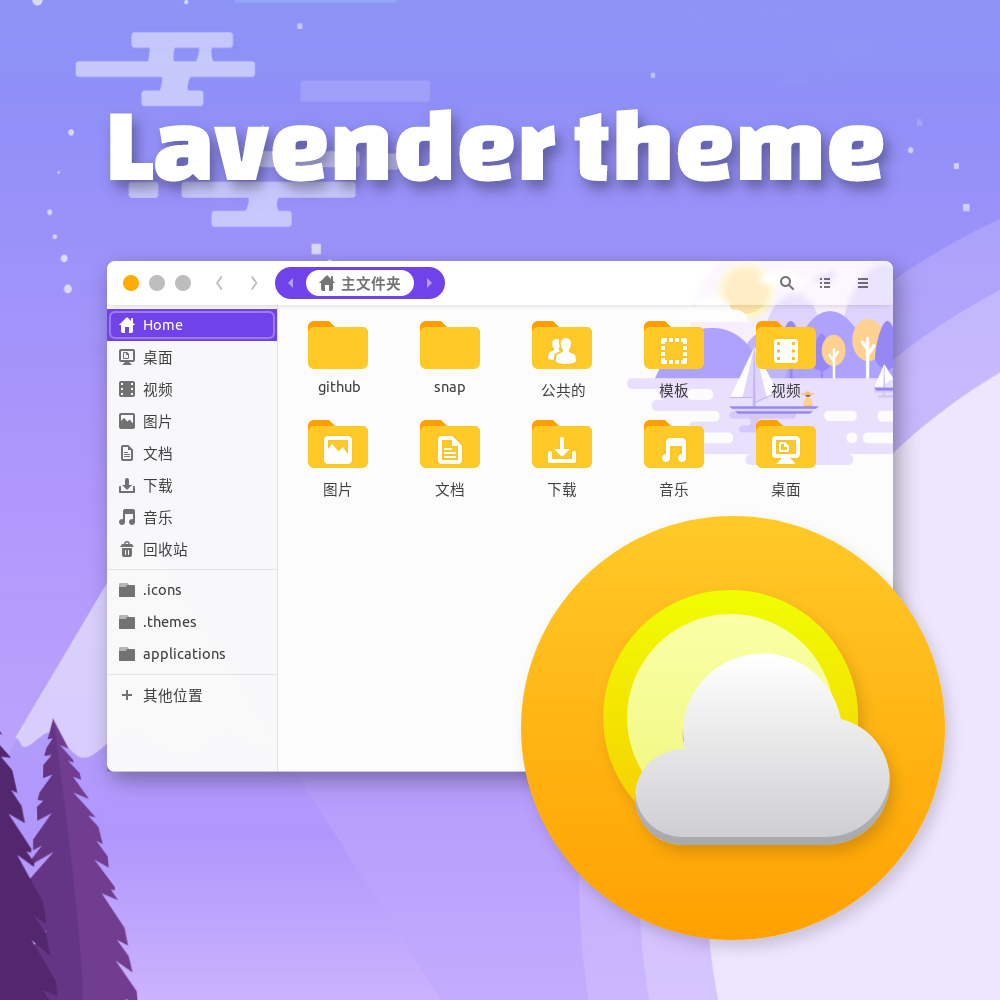 Lavender theme
主文件夹
Home
桌面
视频
图片
文档
下载
音乐
回收站
.icons
.themes
applications
其他位置
github
snap
公共的
模板
视频
图片
文档
下载
音乐
桌面